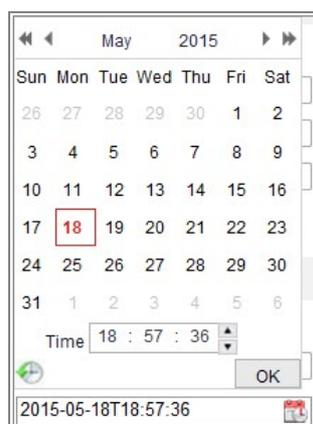 May 2015
Sun Mon Tue Wed Thu Fri Sat
26 27 28 29 30 1 2
3 4 5 6 7 8 9
10 11 12 13 14 15 16
17 18 19 20 21 22 23
24 25 26 27 28 29 30
31 1 2 3 4 5 6
Time 18 : 57 : 36
OK
2015-05-18T18:57:36